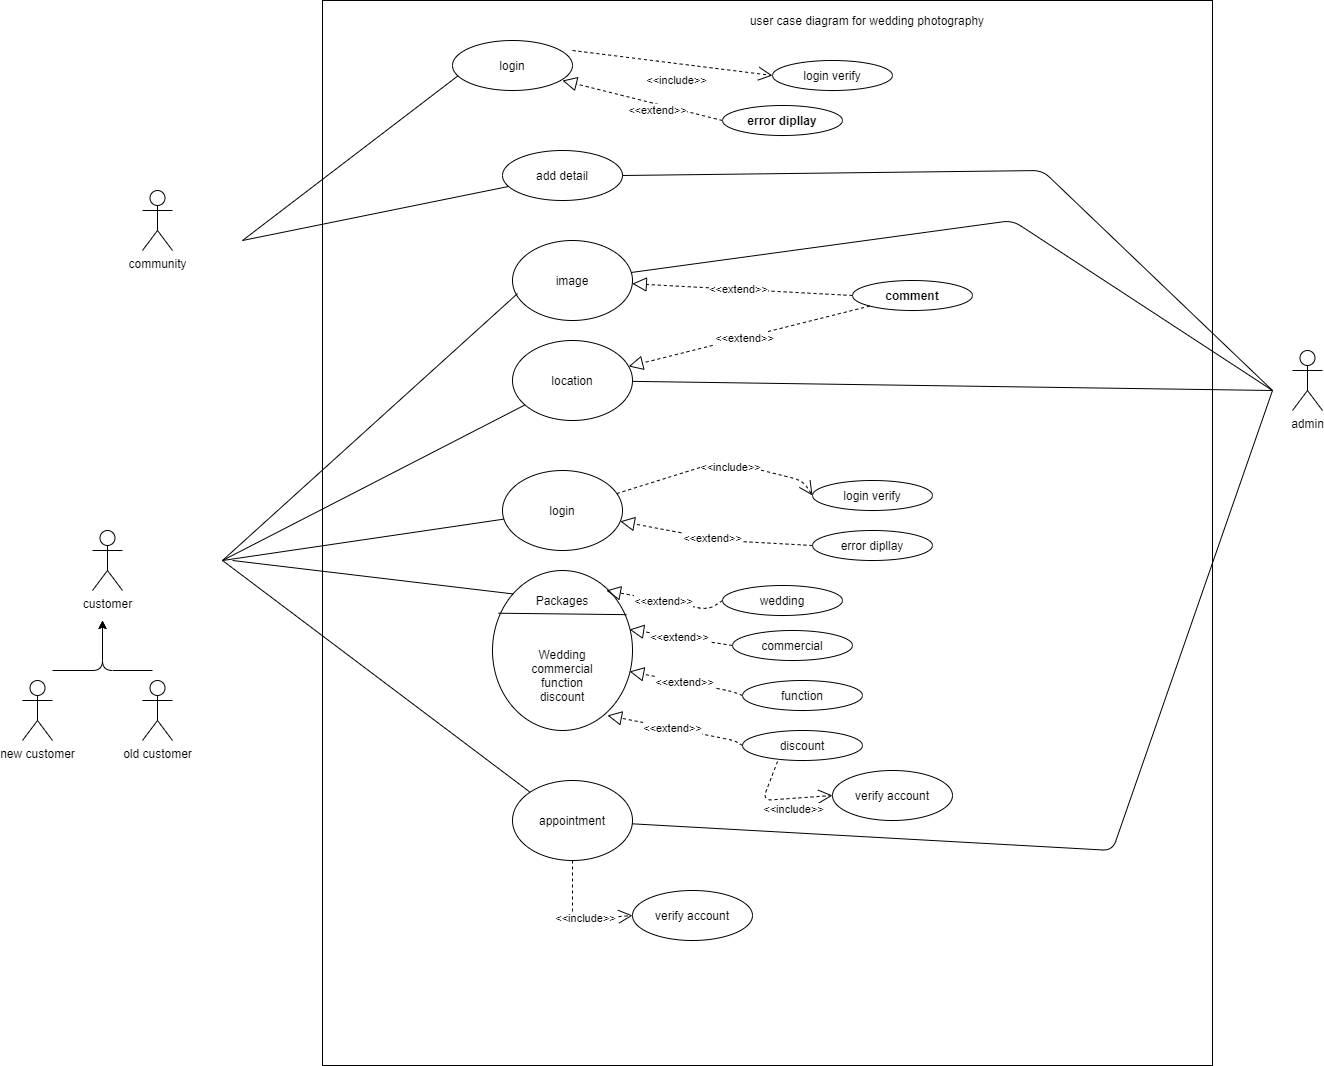 user case diagram for wedding photography
login
<<include>>
login verify
<<extend>>
error dipllay
add detail
community
image
<<extend>>
comment
<<extend>>
location
admin
<<include>>
login verify
login
<<extend>>
error dipllay
customer
Packages
<<extend>>
wedding
<<extend>>
commercial
Wedding
commercial
function
discount
<<extend>>
function
<<extend>>
discount
new customer
old customer
<<include>>
verify account
appointment
<<include>>
verify account